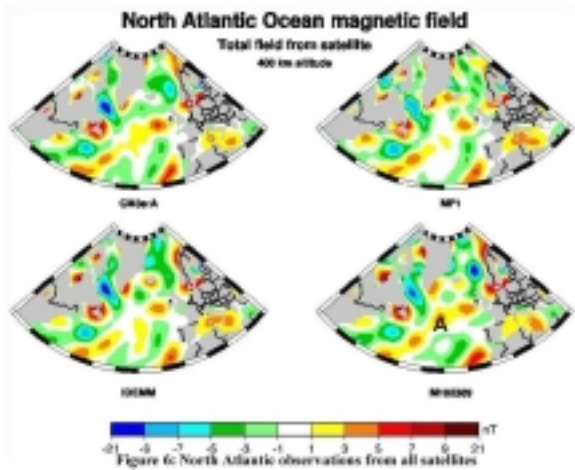 North Atlantic Ocean magnetic field
Total field from satellite
400 km altitude
MF1
A
nT
-21 -9 -7 -5 -3 -1 1 3 5 7 9 21
Figure 6: North Atlantic observations from all satellites